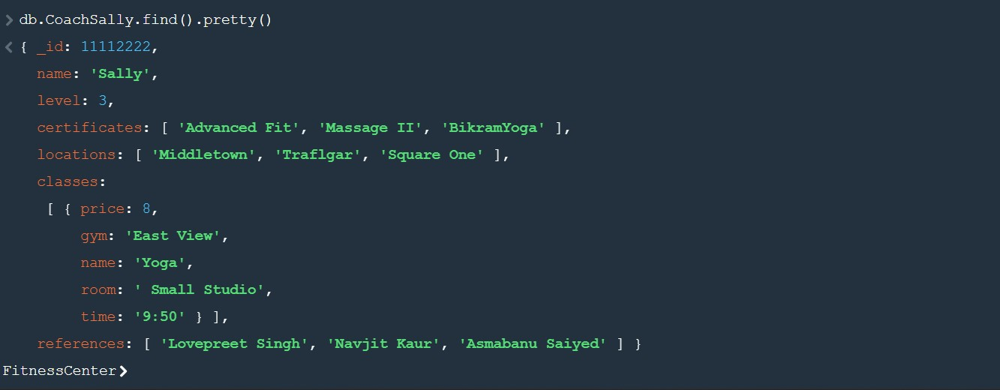 > db.CoachSally.find().pretty()
< { _id: 11112222,
name: 'Sally',
level: 3,
certificates: [ 'Advanced Fit', 'Massage II', 'BikramYoga' ],
locations: [ 'Middletown', 'Traflgar', 'Square One' ],
classes:
[ { price: 8,
gym: 'East View',
name: 'Yoga',
room: ' Small Studio',
time: '9:50' } ],
references: [ 'Lovepreet Singh', 'Navjit Kaur', 'Asmabanu Saiyed' ] }
FitnessCenter>